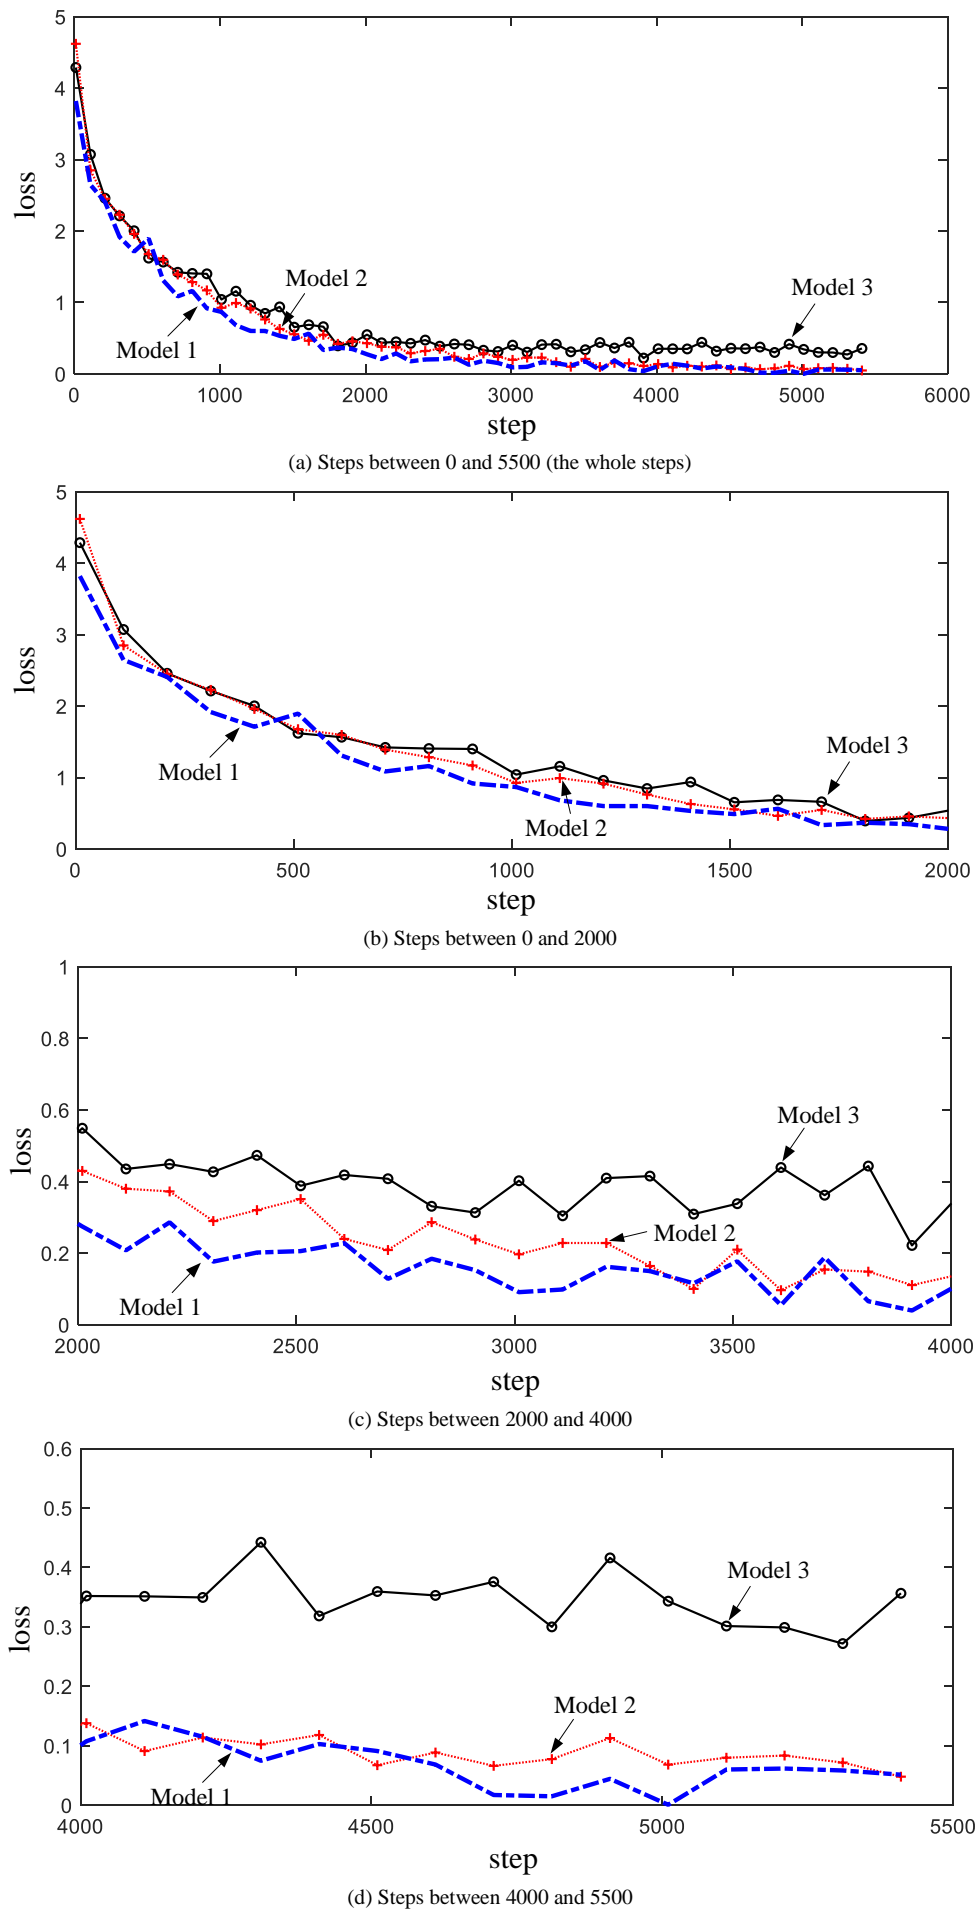 5
4
3
2
1
0
loss
Model 2
Model 1
Model 3
0 1000 2000 3000 4000 5000 6000
step
(a) Steps between 0 and 5500 (the whole steps)
5
4
3
2
1
0
loss
Model 1
Model 2
Model 3
0 500 1000 1500 2000
step
(b) Steps between 0 and 2000
1
0.8
0.6
0.4
0.2
0
loss
Model 3
Model 2
Model 1
2000 2500 3000 3500 4000
step
(c) Steps between 2000 and 4000
0.6
0.5
0.4
0.3
0.2
0.1
0
loss
Model 3
Model 2
Model 1
4000 4500 5000 5500
step
(d) Steps between 4000 and 5500